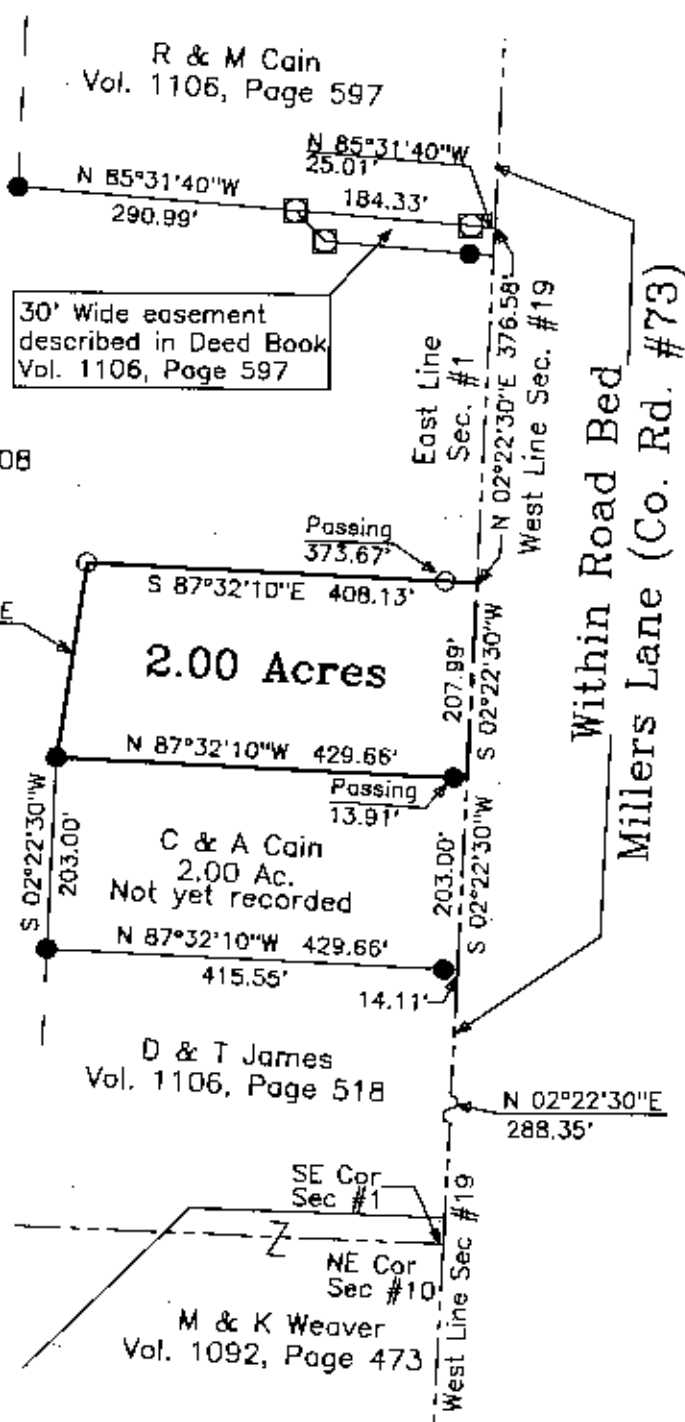 R & M Cain
Vol. 1106, Page 597
N 85°31'40"W
25.01'
N 85°31'40"W
290.99'
184.33'
30' Wide easement
described in Deed Book
Vol. 1106, Page 597
East Line
Sec. #1
N 02°22'30"E 376.58'
West Line Sec. #19
Within Road Bed
Millers Lane (Co. Rd. #73)
08
Passing
373.67'
S 87°32'10"E 408.13'
E
2.00 Acres
207.99'
S 02°22'30"W
N 87°32'10"W 429.66'
Passing
13.91'
S 02°22'30"W
203.00'
C & A Cain
2.00 Ac.
Not yet recorded
203.00'
S 02°22'30"W
N 87°32'10"W 429.66'
415.55'
14.11'
D & T James
Vol. 1106, Page 518
N 02°22'30"E
288.35'
SE Cor
Sec #1
NE Cor
Sec #10
West Line Sec #19
M & K Weaver
Vol. 1092, Page 473